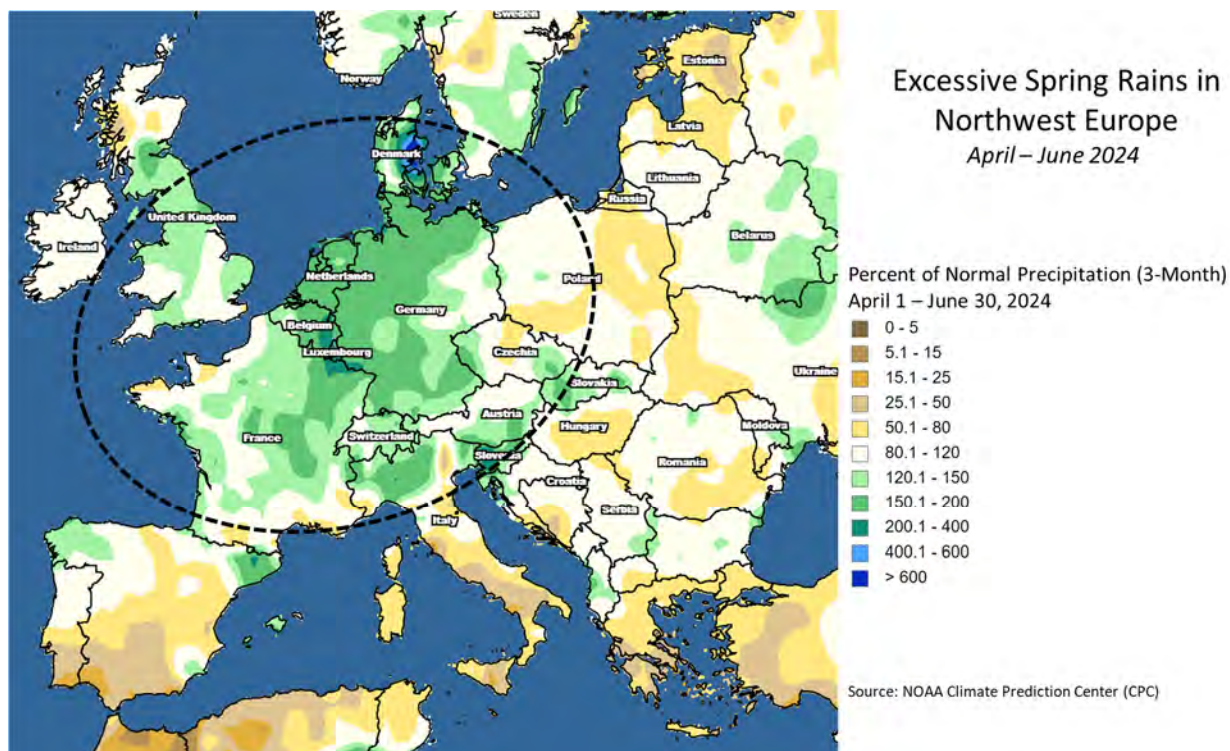 Excessive Spring Rains in
Northwest Europe
April – June 2024
Percent of Normal Precipitation (3-Month)
April 1 – June 30, 2024
0 - 5
5.1 - 15
15.1 - 25
25.1 - 50
50.1 - 80
80.1 - 120
120.1 - 150
150.1 - 200
200.1 - 400
400.1 - 600
> 600
Source: NOAA Climate Prediction Center (CPC)
Sweden
Norway
Estonia
Latvia
Denmark
Lithuania
Russia
United Kingdom
Ireland
Belarus
Netherlands
Poland
Germany
Belgium
Luxembourg
Czechia
Ukraine
Slovakia
Austria
France
Switzerland
Hungary
Moldova
Slovenia
Romania
Croatia
Serbia
Italy